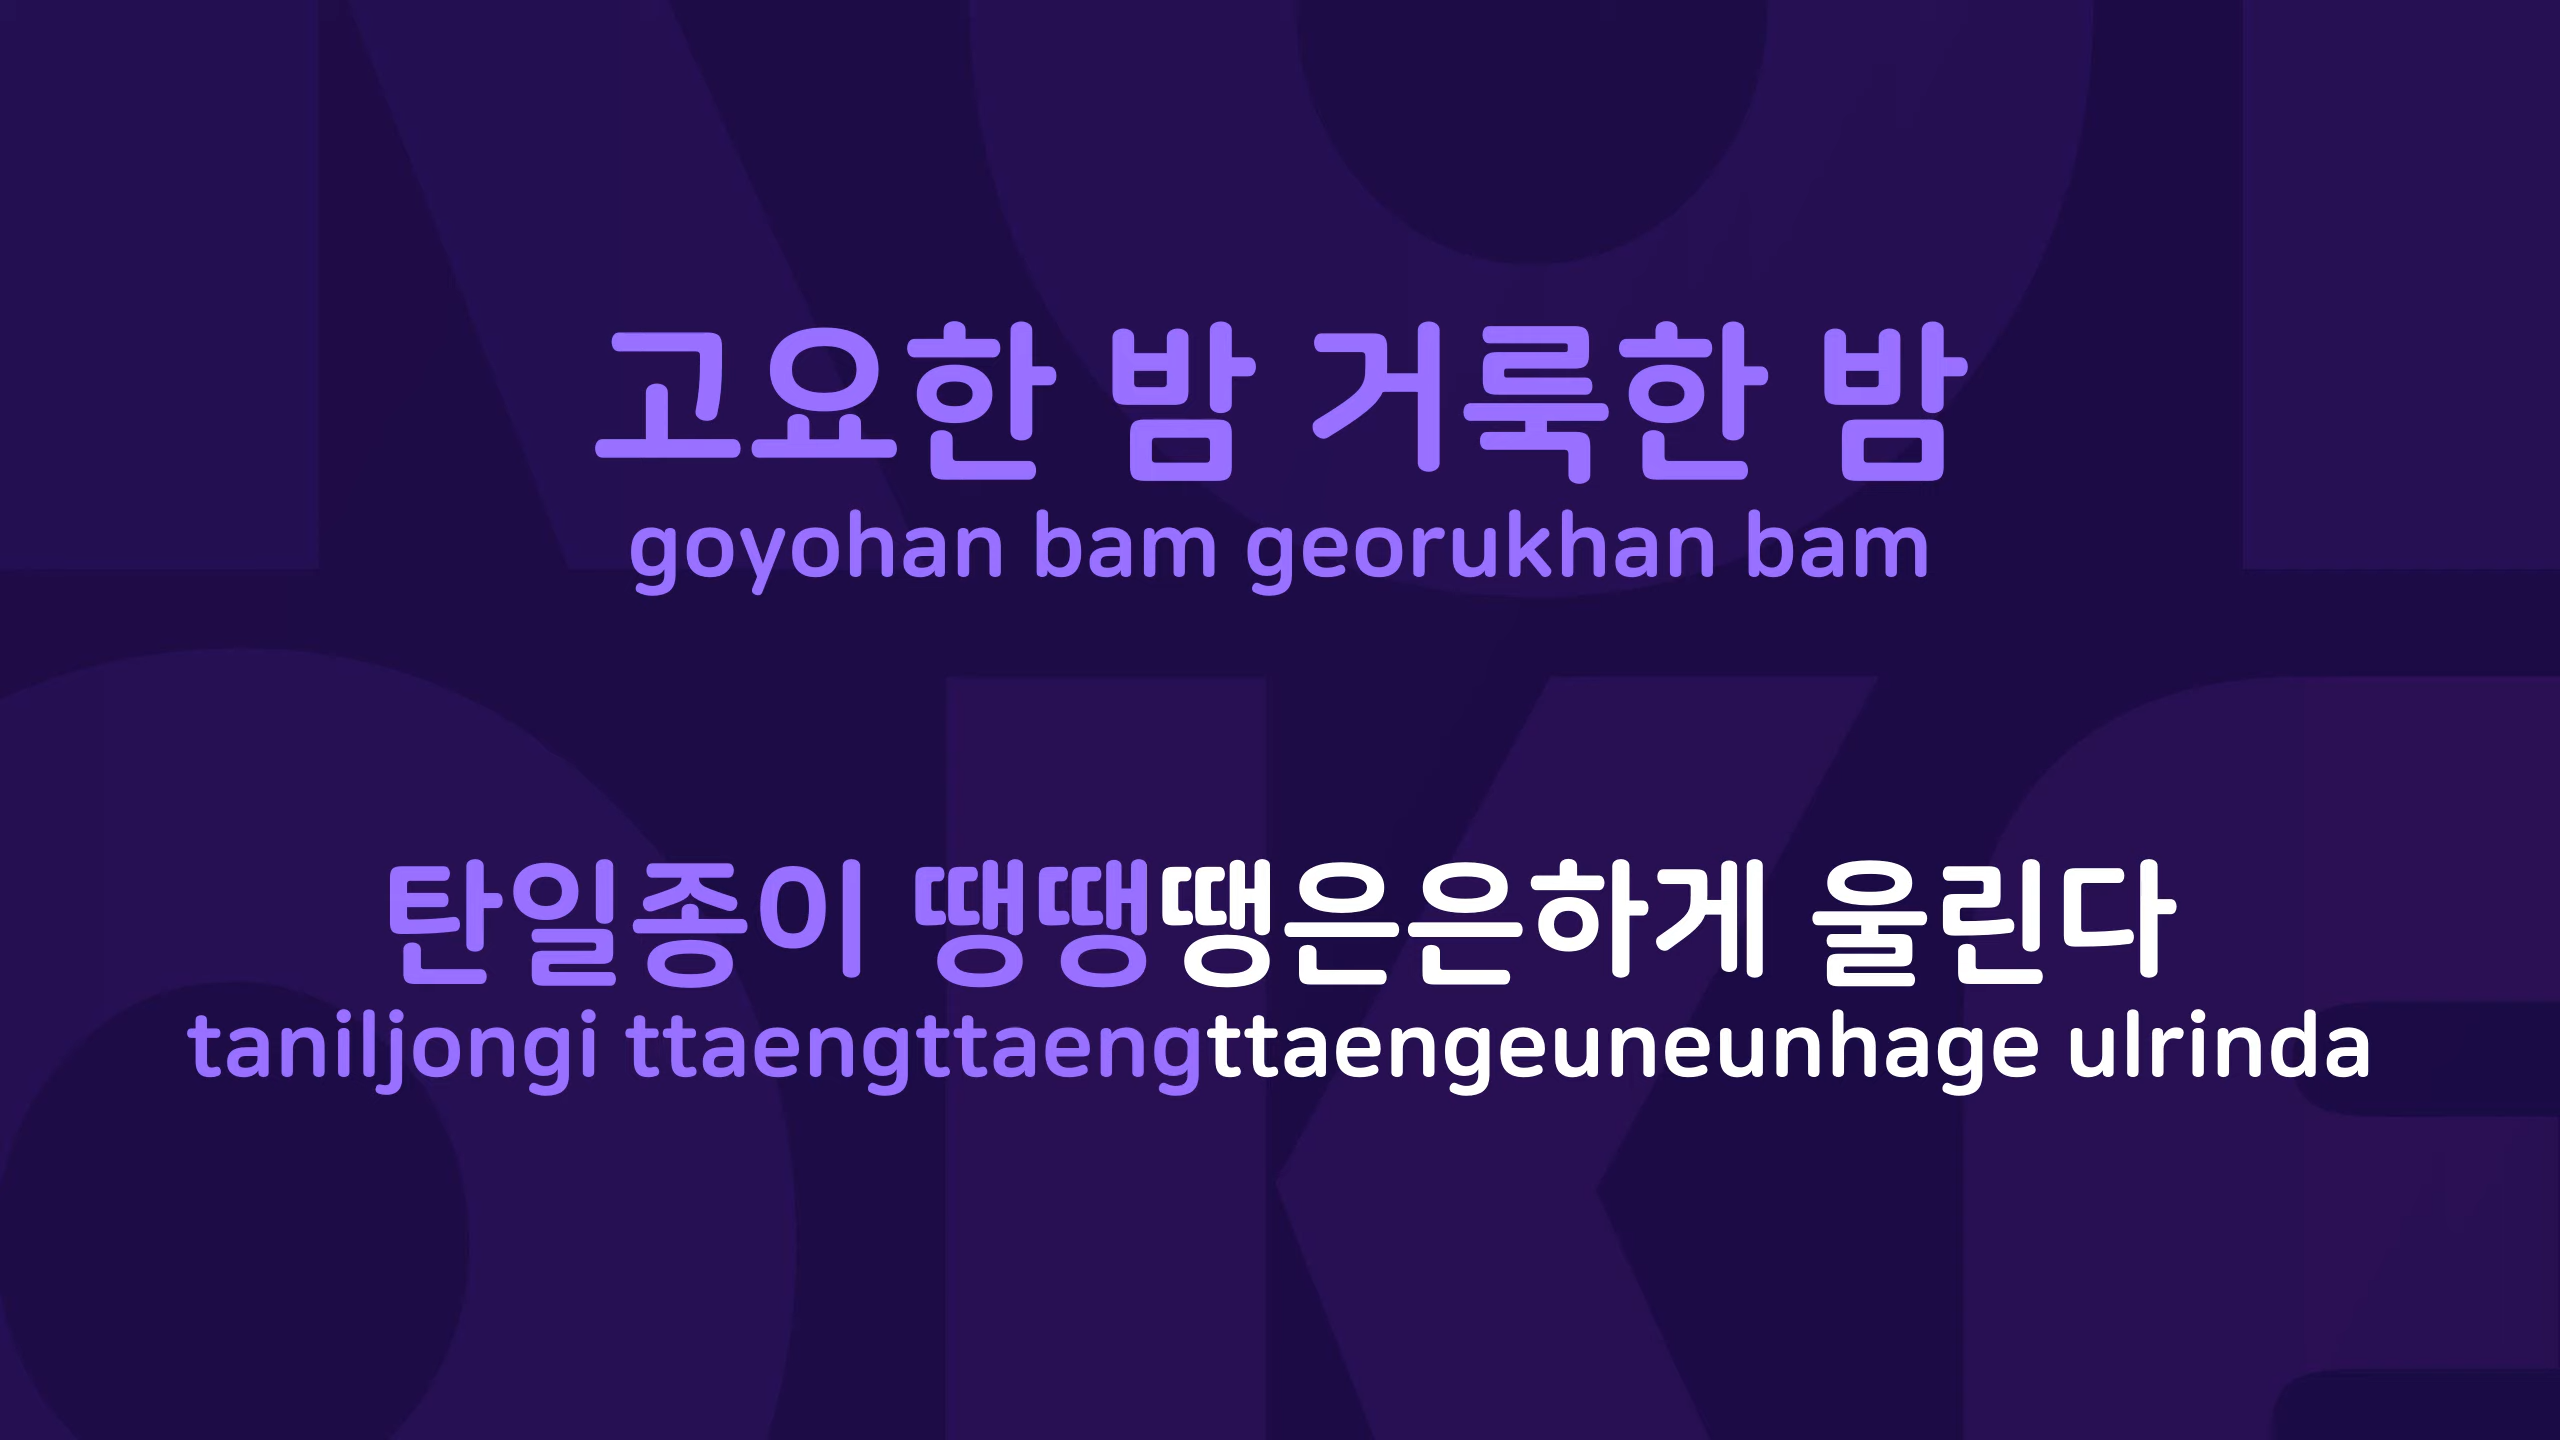 고요한 밤 거룩한 밤
goyohan bam georukhan bam
탄일종이 땡땡땡은은하게 울린다
taniljongi ttaengttaengttaengeuneunhage ulrinda